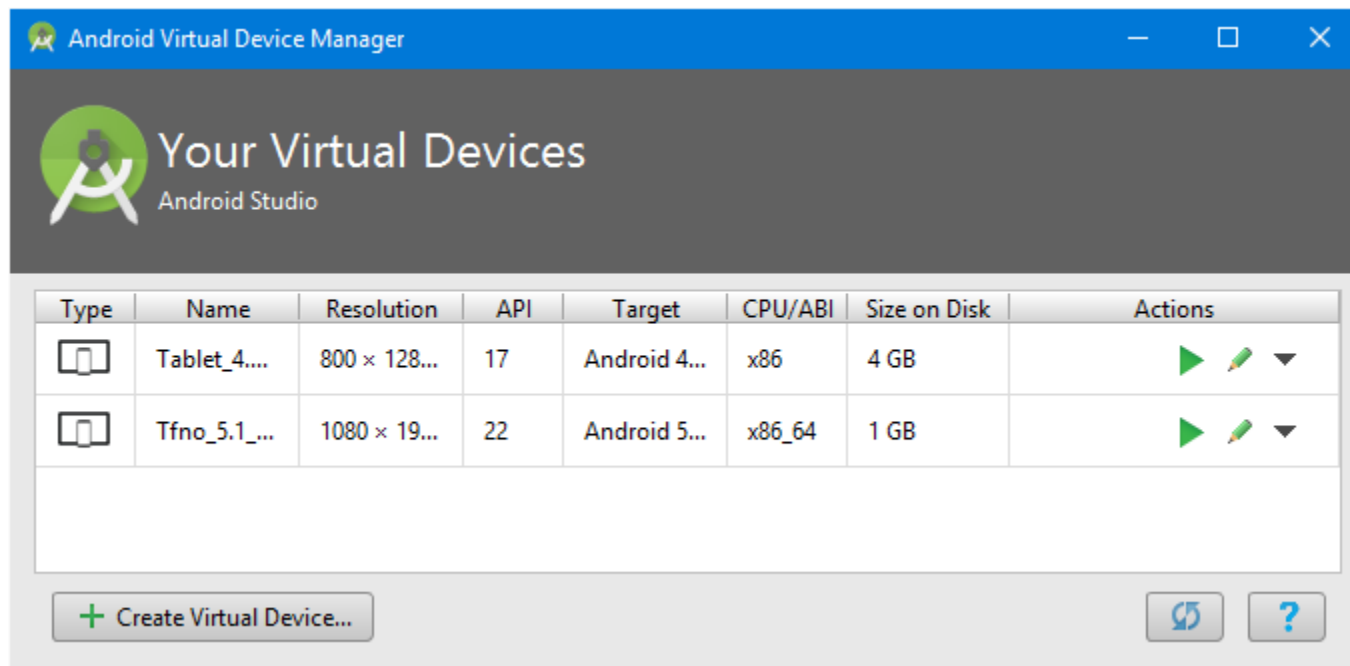 Android Virtual Device Manager
Your Virtual Devices
Android Studio
Type Name Resolution API Target CPU/ABI Size on Disk Actions
Tablet_4.... 800 × 128... 17 Android 4... x86 4 GB
Tfno_5.1_... 1080 × 19... 22 Android 5... x86_64 1 GB
Create Virtual Device... ?